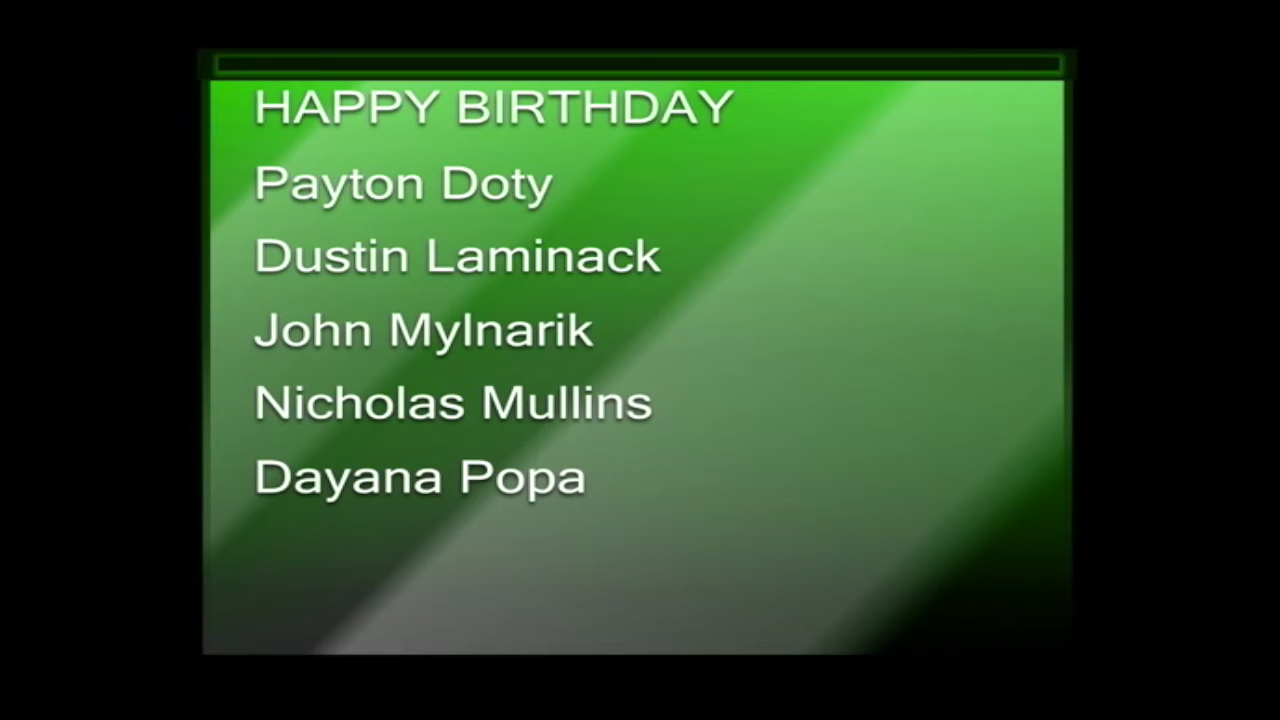 HAPPY BIRTHDAY
Payton Doty
Dustin Laminack
John Mylnarik
Nicholas Mullins
Dayana Popa